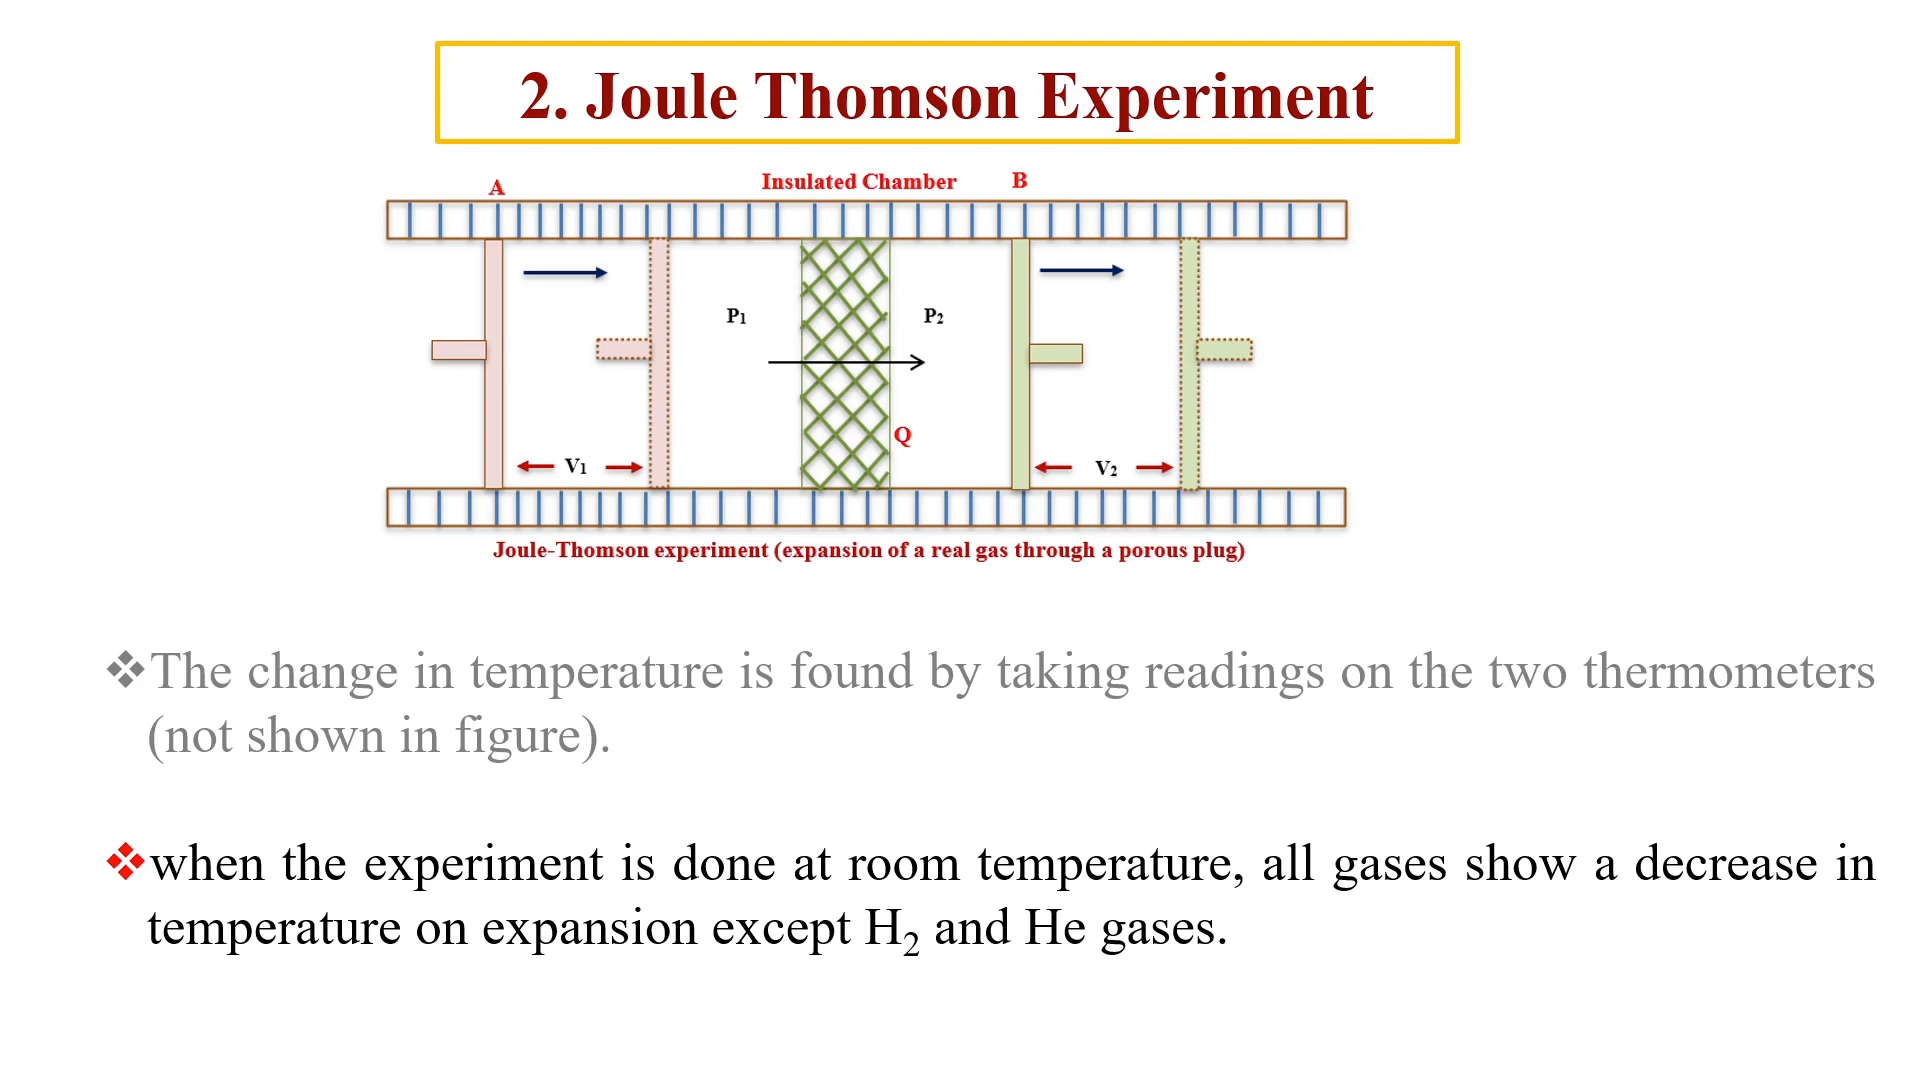 2. Joule Thomson Experiment
A
Insulated Chamber
B
P₁
P₂
Q
V₁
V₂
Joule-Thomson experiment (expansion of a real gas through a porous plug)
❖The change in temperature is found by taking readings on the two thermometers
(not shown in figure).
❖when the experiment is done at room temperature, all gases show a decrease in
temperature on expansion except H₂ and He gases.